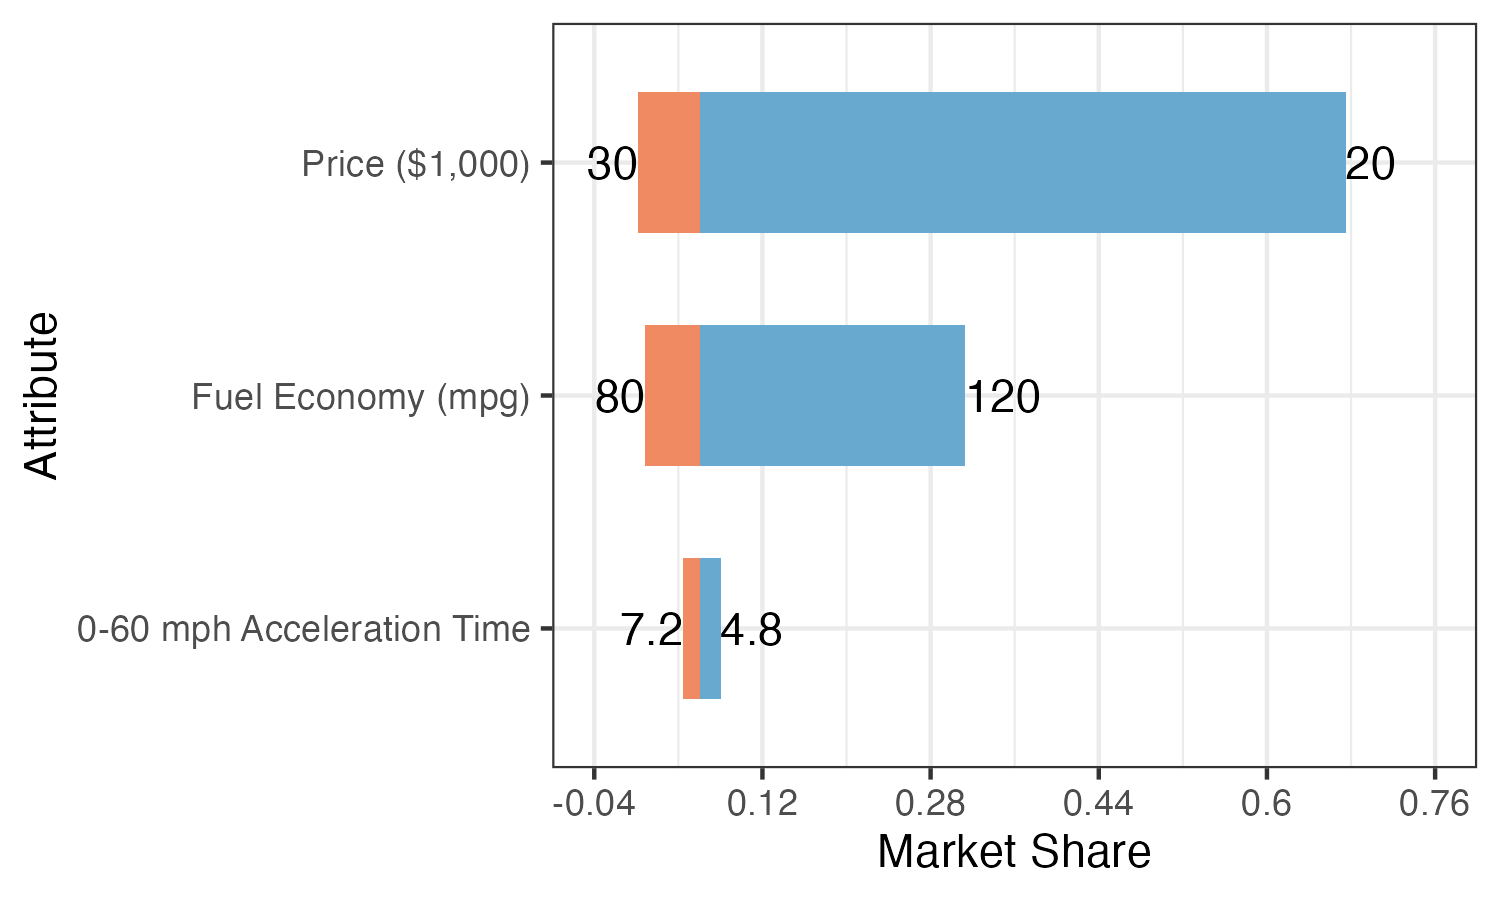 Price ($1,000)
30
20
Fuel Economy (mpg)
80
120
Attribute
0-60 mph Acceleration Time
7.2
4.8
-0.04 0.12 0.28 0.44 0.6 0.76
Market Share